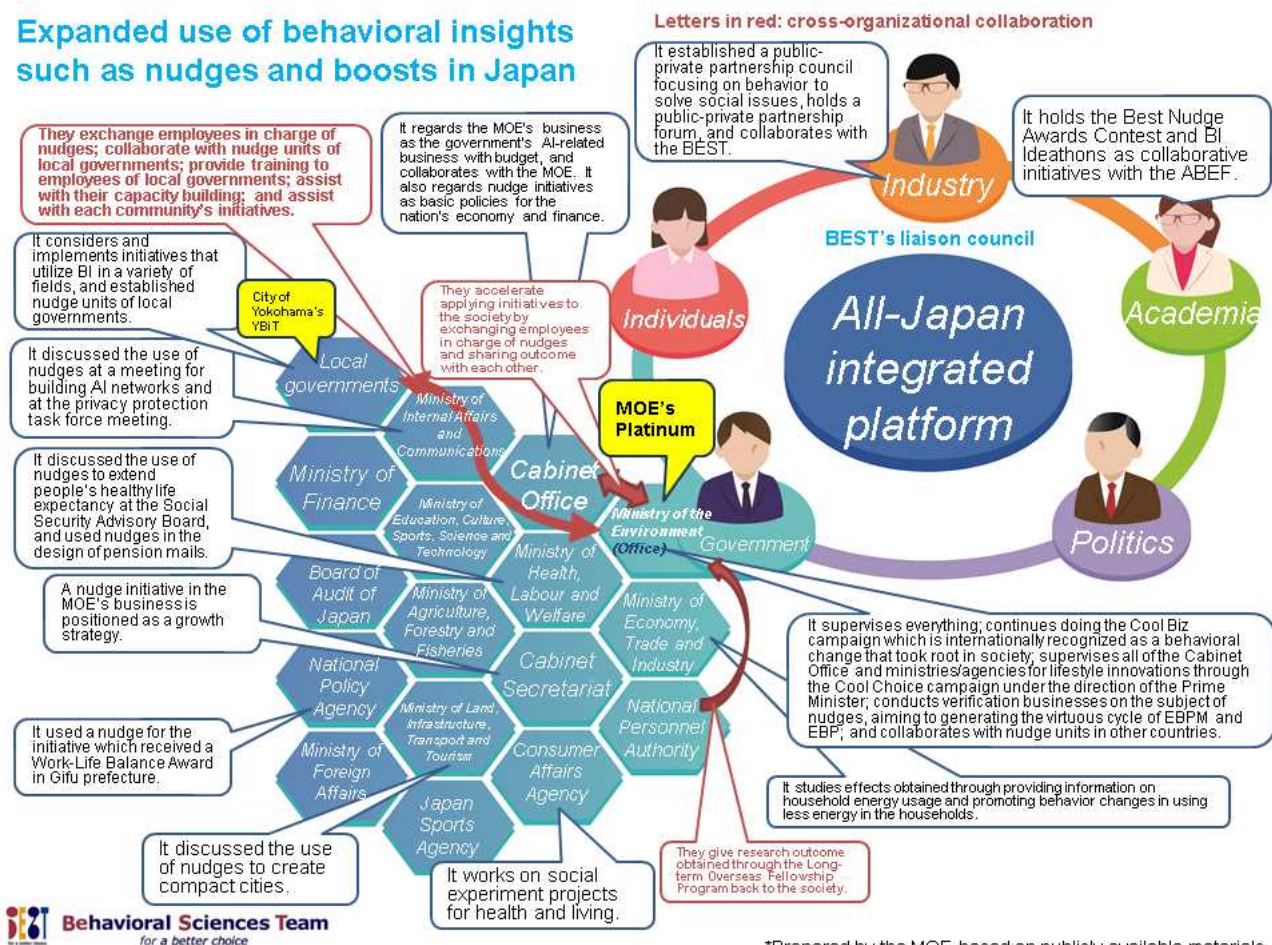 Expanded use of behavioral insights
such as nudges and boosts in Japan
Letters in red: cross-organizational collaboration
They exchange employees in charge of
nudges; collaborate with nudge units of
local governments; provide training to
employees of local governments; assist
with their capacity building; and assist
with each community's initiatives.
It regards the MOE's business
as the government's AI-related
business with budget, and
collaborates with the MOE. It
also regards nudge initiatives
as basic policies for the
nation's economy and finance.
It established a public-
private partnership council
focusing on behavior to
solve social issues, holds a
public-private partnership
forum, and collaborates with
the BEST.
It holds the Best Nudge
Awards Contest and BI
Ideathons as collaborative
initiatives with the ABEF.
Industry
BEST's liaison council
Individuals
All-Japan
integrated
platform
Academia
Politics
Government
It considers and
implements initiatives that
utilize BI in a variety of
fields, and established
nudge units of local
governments.
City of
Yokohama's
YBiT
They accelerate
applying initiatives to
the society by
exchanging employees
in charge of nudges
and sharing outcome
with each other.
MOE's
Platinum
It discussed the use of
nudges at a meeting for
building AI networks and
at the privacy protection
task force meeting.
It discussed the use of
nudges to extend
people's healthy life
expectancy at the Social
Security Advisory Board,
and used nudges in the
design of pension mails.
A nudge initiative in the
MOE's business is
positioned as a growth
strategy.
It used a nudge for the
initiative which received a
Work-Life Balance Award
in Gifu prefecture.
Local
governments
Ministry of
Internal Affairs
and
Communications
Cabinet
Office
Ministry of the
Environment
(Office)
Ministry of
Finance
Ministry of
Education, Culture,
Sports, Science and
Technology
Ministry of
Health,
Labour and
Welfare
Ministry of
Economy,
Trade and
Industry
Board of
Audit of
Japan
Ministry of
Agriculture,
Forestry and
Fisheries
Cabinet
Secretariat
National
Personnel
Authority
National
Policy
Agency
Ministry of Land,
Infrastructure,
Transport and
Tourism
Consumer
Affairs
Agency
Ministry of
Foreign
Affairs
Japan
Sports
Agency
It supervises everything; continues doing the Cool Biz
campaign which is internationally recognized as a behavioral
change that took root in society; supervises all of the Cabinet
Office and ministries/agencies for lifestyle innovations through
the Cool Choice campaign under the direction of the Prime
Minister; conducts verification businesses on the subject of
nudges, aiming to generating the virtuous cycle of EBPM and
EBP; and collaborates with nudge units in other countries.
It studies effects obtained through providing information on
household energy usage and promoting behavior changes in using
less energy in the households.
They give research outcome
obtained through the Long-
term Overseas Fellowship
Program back to the society.
It discussed the use
of nudges to create
compact cities.
It works on social
experiment projects
for health and living.
BEST
Behavioral Sciences Team
for a better choice
*Prepared by the MOE based on publicly available materials